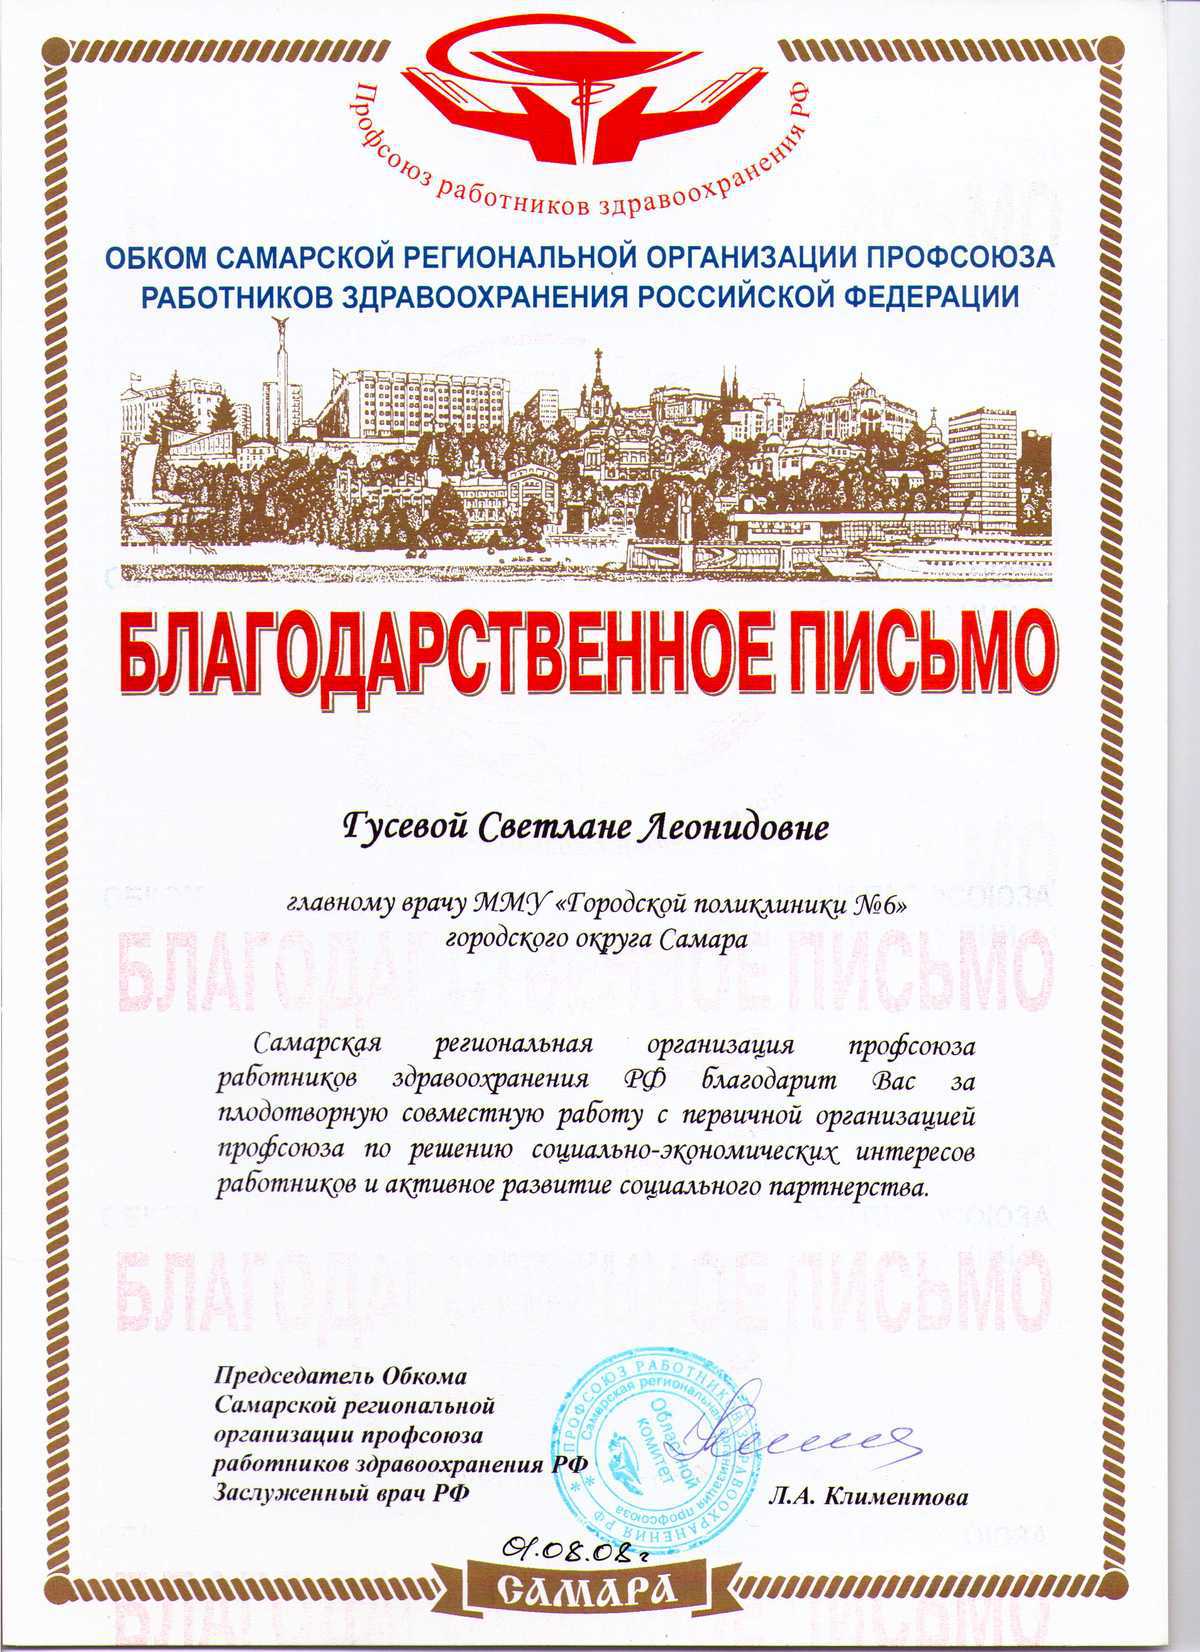 Профсоюз работников здравоохранения РФ
ОБКОМ САМАРСКОЙ РЕГИОНАЛЬНОЙ ОРГАНИЗАЦИИ ПРОФСОЮЗА
РАБОТНИКОВ ЗДРАВООХРАНЕНИЯ РОССИЙСКОЙ ФЕДЕРАЦИИ
БЛАГОДАРСТВЕННОЕ ПИСЬМО
Гусевой Светлане Леонидовне
главному врачу ММУ «Городской поликлиники №6»
городского округа Самара
Самарская региональная организация профсоюза
работников здравоохранения РФ благодарит Вас за
плодотворную совместную работу с первичной организацией
профсоюза по решению социально-экономических интересов
работников и активное развитие социального партнерства.
Председатель Обкома
Самарской региональной
организации профсоюза
работников здравоохранения РФ
Заслуженный врач РФ
Л.А. Климентова
ПРОФСОЮЗ РАБОТНИКОВ ЗДРАВООХРАНЕНИЯ РФ
Самарская региональная организация профсоюза
Областной
комитет
01.08.08г
САМАРА